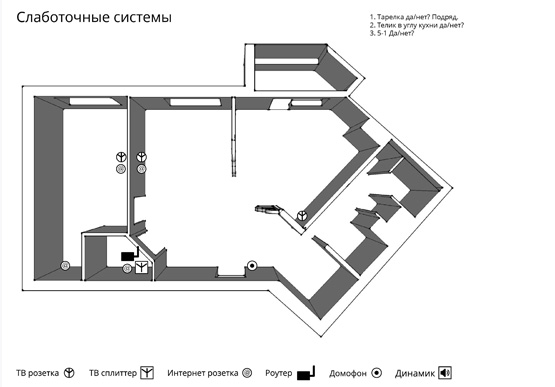 Слаботочные системы
1. Тарелка да/нет? Подряд.
2. Телик в углу кухни да/нет?
3. 5-1 Да/нет?
ТВ розетка ТВ сплиттер Интернет розетка Роутер Домофон Динамик